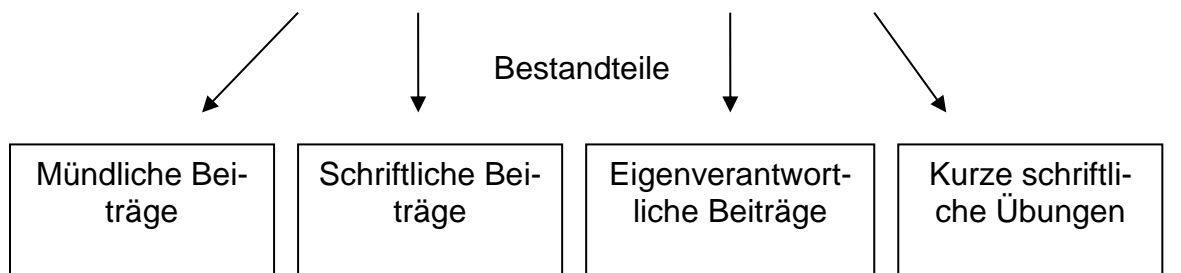 Bestandteile
Mündliche Bei-
träge
Schriftliche Bei-
träge
Eigenverantwort-
liche Beiträge
Kurze schriftli-
che Übungen